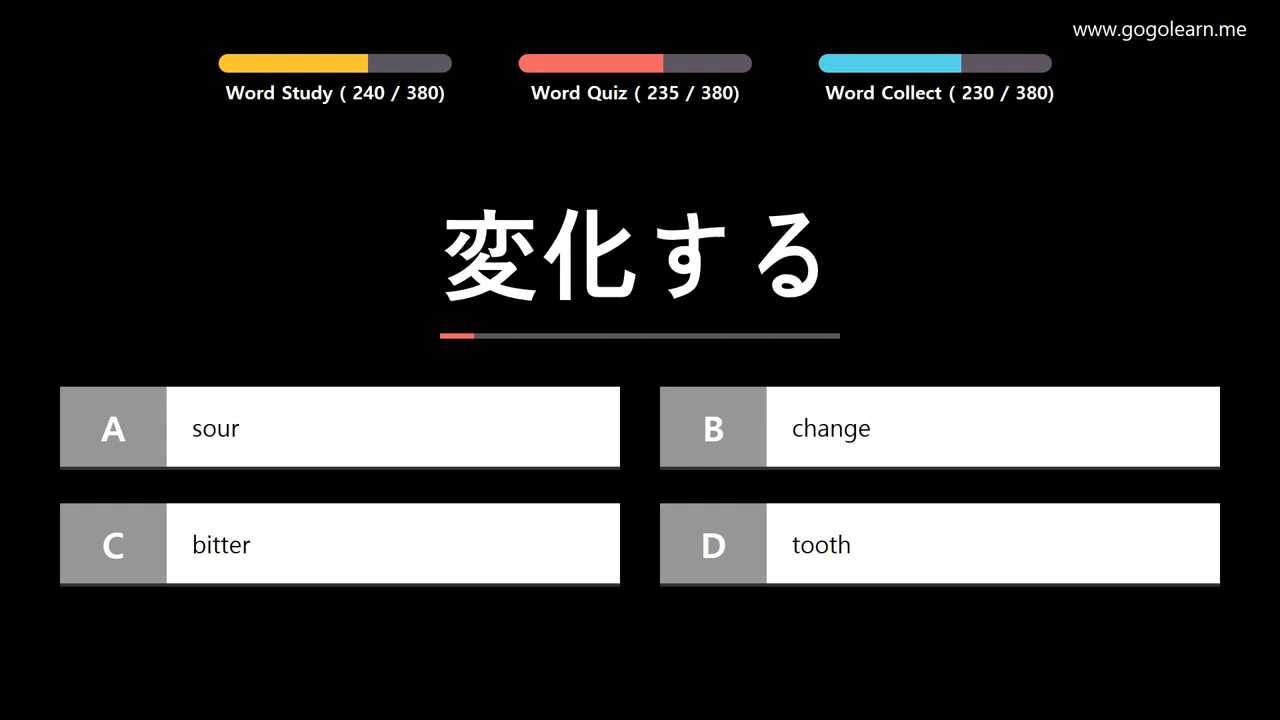 www.gogolearn.me
Word Study ( 240 / 380)
Word Quiz ( 235 / 380)
Word Collect ( 230 / 380)
変化する
A sour
B change
C bitter
D tooth